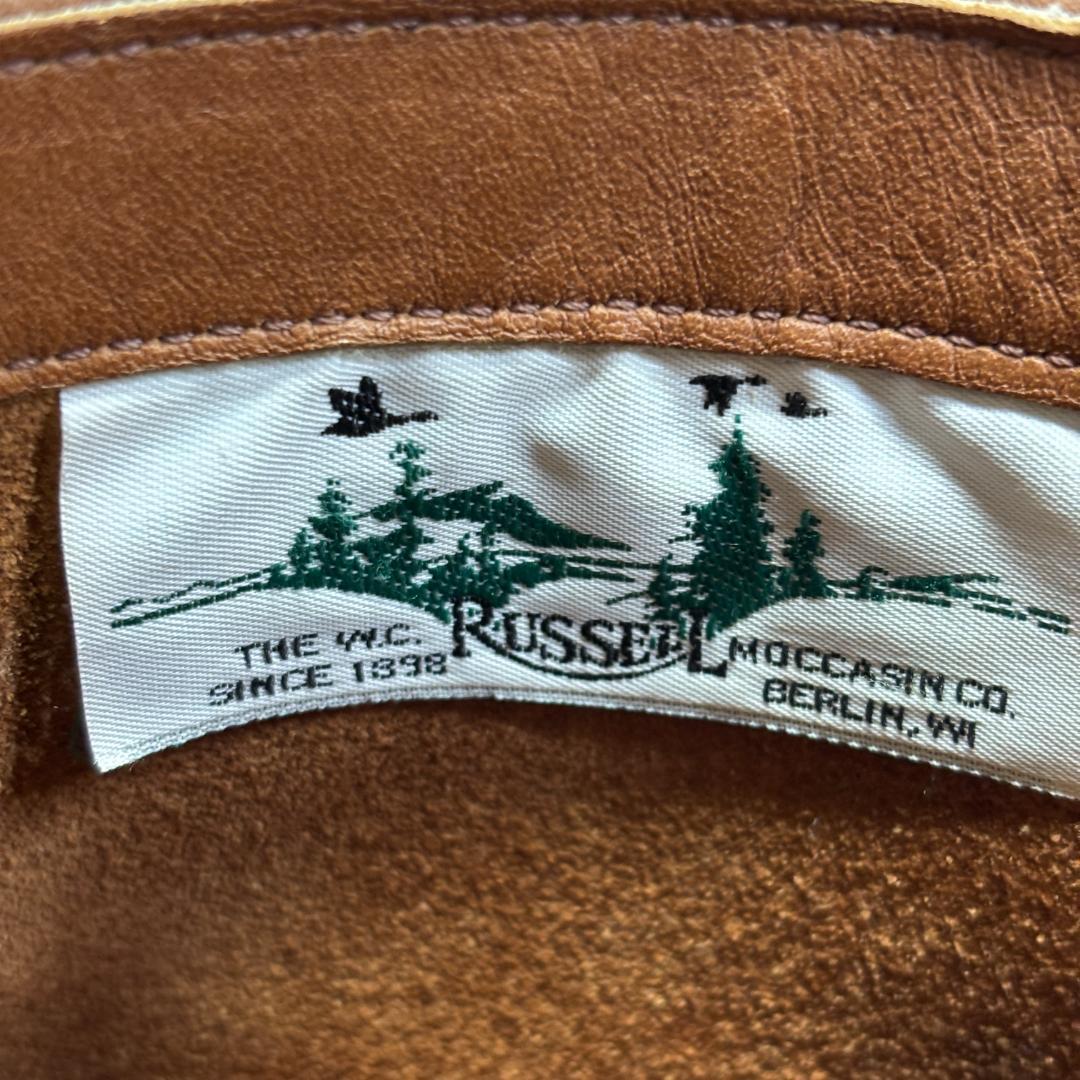 THE W.C. RUSSELL MOCCASIN CO.
SINCE 1898 BERLIN, WI